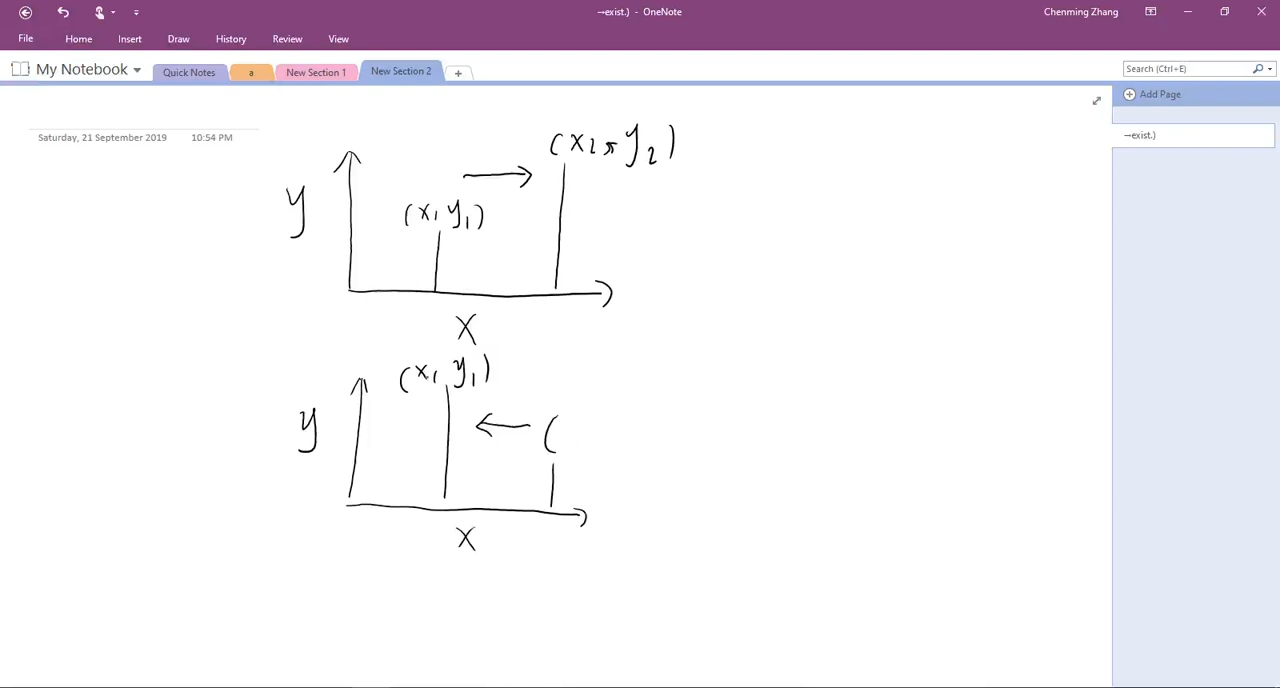 →exist.) - OneNote
Chenming Zhang
File Home Insert Draw History Review View
My Notebook Quick Notes a New Section 1 New Section 2
Search (Ctrl+E)
Add Page
→exist.)
Saturday, 21 September 2019 10:54 PM
(x2, y2)
y
(x1 y1)
x
(x1 y1)
y
(
x